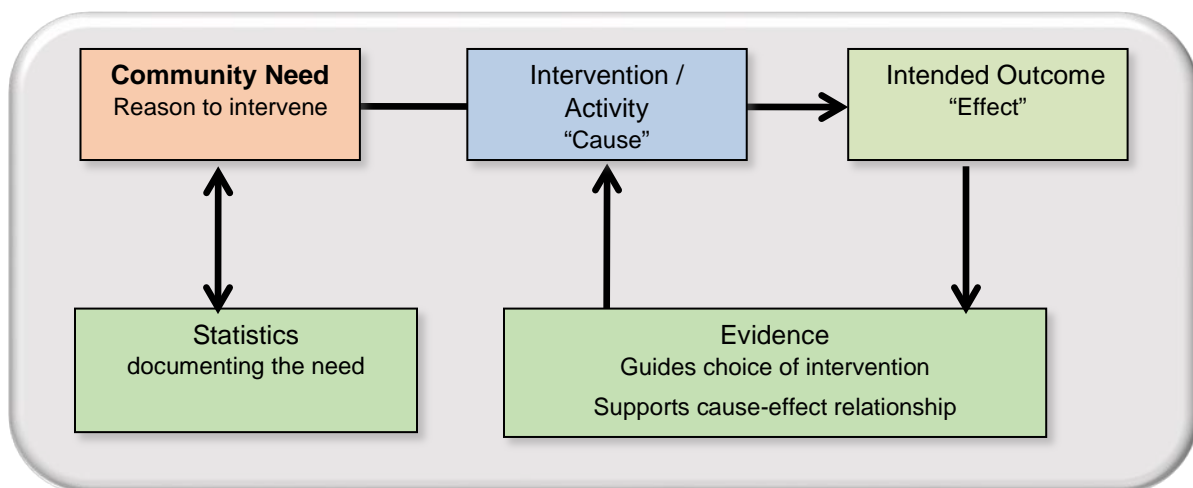 Community Need
Reason to intervene
Intervention /
Activity
“Cause”
Intended Outcome
“Effect”
Statistics
documenting the need
Evidence
Guides choice of intervention
Supports cause-effect relationship